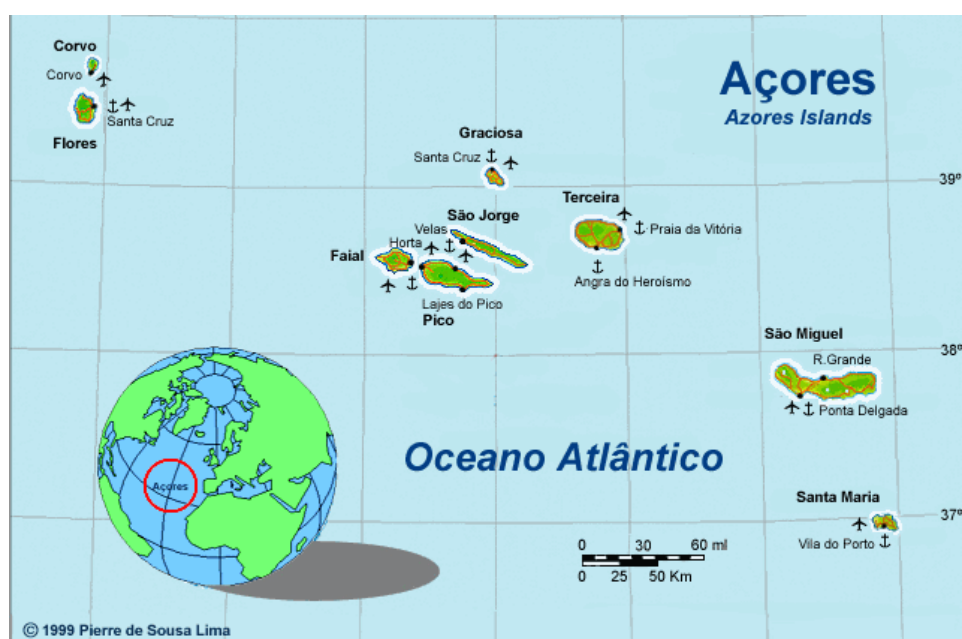 Corvo
Corvo
Santa Cruz
Flores
Açores
Azores Islands
Graciosa
Santa Cruz
39º
Terceira
São Jorge
Velas
Praia da Vitória
Horta
Faial
Angra do Heroísmo
Lajes do Pico
Pico
São Miguel
38º
R.Grande
Ponta Delgada
Oceano Atlântico
Açores
Santa Maria
37º
Vila do Porto
0 30 60 ml
0 25 50 Km
© 1999 Pierre de Sousa Lima